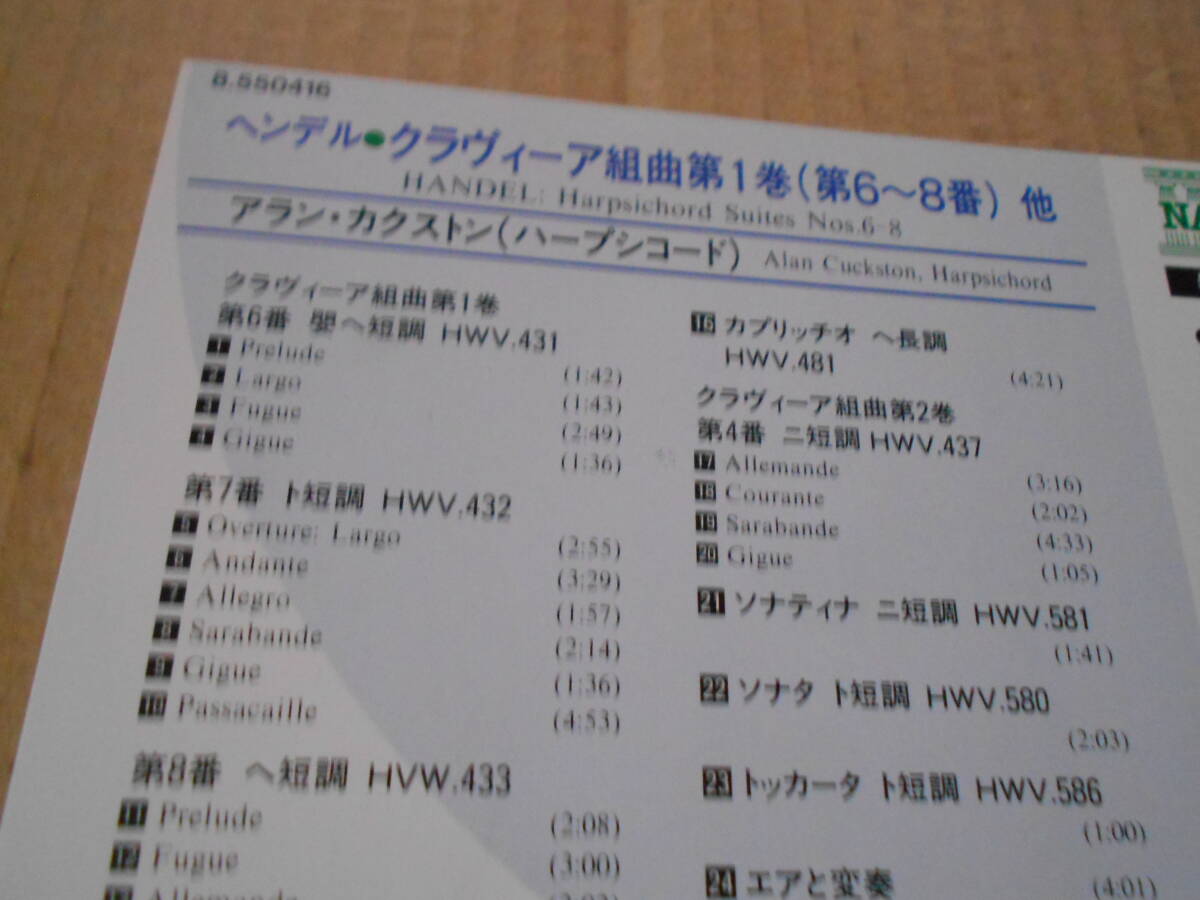 8.550416
ヘンデル●クラヴィーア組曲第1巻(第6〜8番) 他
HANDEL: Harpsichord Suites Nos.6-8
アラン・カクストン(ハープシコード) Alan Cuckston, Harpsichord
クラヴィーア組曲第1巻
第6番 嬰ヘ短調 HWV.431
1 Prelude (1:42)
2 Largo (1:43)
3 Fugue (2:49)
4 Gigue (1:36)
第7番 ト短調 HWV.432
5 Overture: Largo (2:55)
6 Andante (3:29)
7 Allegro (1:57)
8 Sarabande (2:14)
9 Gigue (1:36)
10 Passacaille (4:53)
第8番 ヘ短調 HVW.433
11 Prelude (2:08)
12 Fugue (3:00)
13 Allemande
16 カプリッチオ ヘ長調
HWV.481 (4:21)
クラヴィーア組曲第2巻
第4番 ニ短調 HWV.437
17 Allemande (3:16)
18 Courante (2:02)
19 Sarabande (4:33)
20 Gigue (1:05)
21 ソナティナ ニ短調 HWV.581
(1:41)
22 ソナタ ト短調 HWV.580
(2:03)
23 トッカータ ト短調 HWV.586
(1:00)
24 エアと変奏 (4:01)
NA